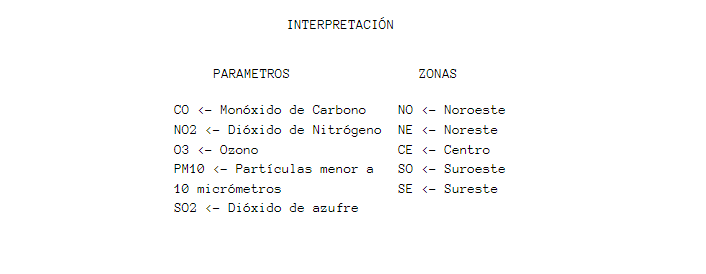 INTERPRETACIÓN
PARAMETROS
CO <- Monóxido de Carbono
NO2 <- Dióxido de Nitrógeno
O3 <- Ozono
PM10 <- Partículas menor a
10 micrómetros
SO2 <- Dióxido de azufre
ZONAS
NO <- Noroeste
NE <- Noreste
CE <- Centro
SO <- Suroeste
SE <- Sureste